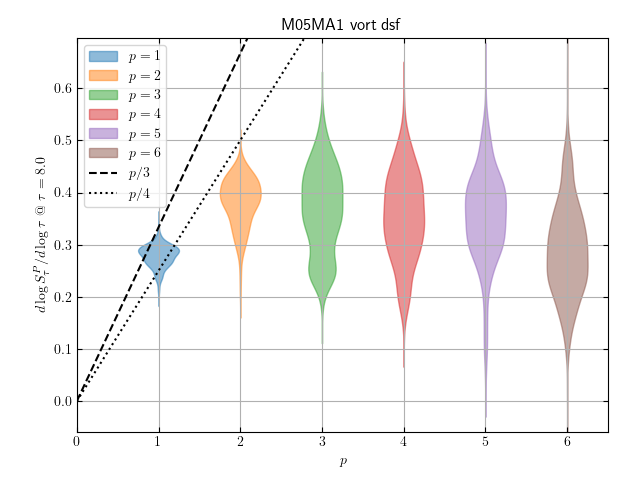 M05MA1 vort dsf
d log S_τ^P / d log τ @ τ = 8.0
0.6
0.5
0.4
0.3
0.2
0.1
0.0
p = 1
p = 2
p = 3
p = 4
p = 5
p = 6
p/3
p/4
0 1 2 3 4 5 6
p